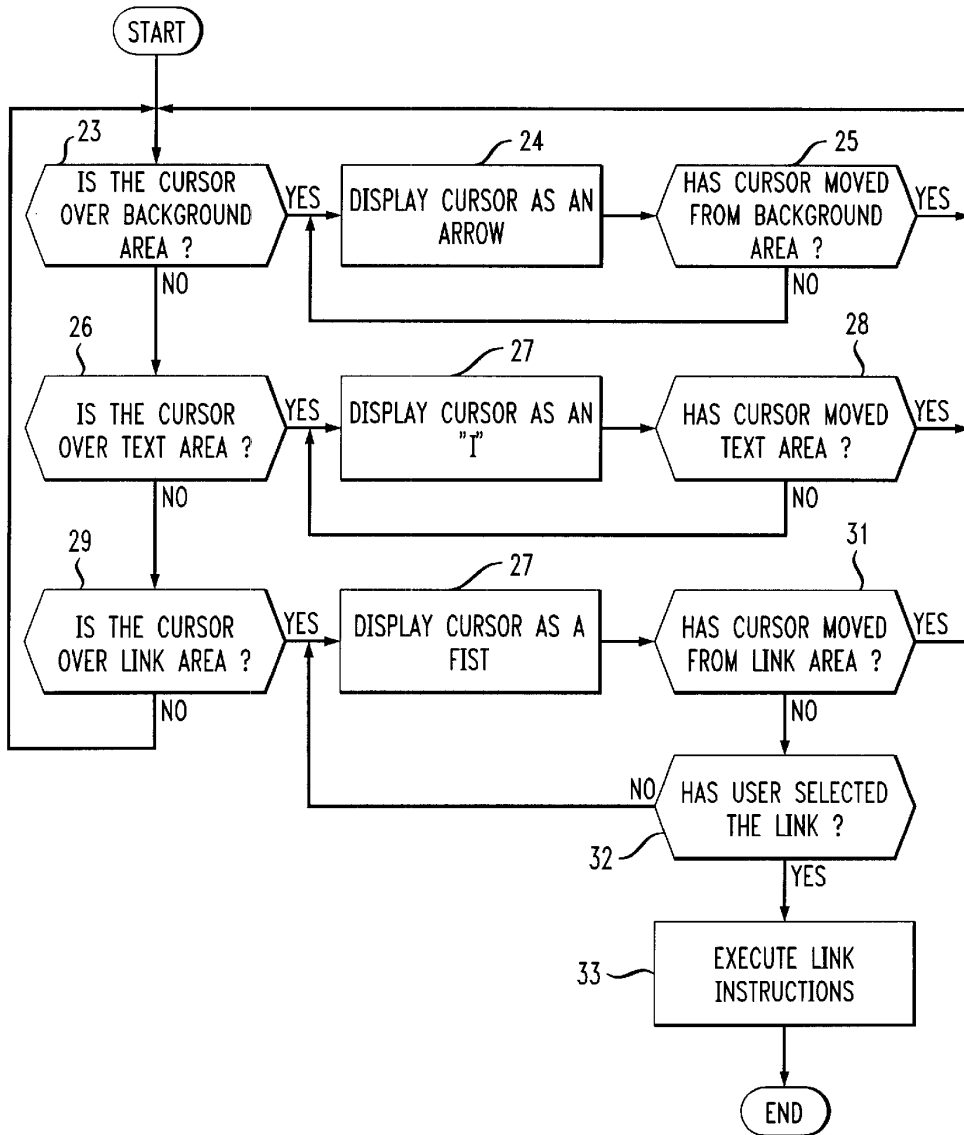 START
23
IS THE CURSOR
OVER BACKGROUND
AREA ?
YES
NO
24
DISPLAY CURSOR AS AN
ARROW
25
HAS CURSOR MOVED
FROM BACKGROUND
AREA ?
YES
NO
26
IS THE CURSOR
OVER TEXT AREA ?
YES
NO
27
DISPLAY CURSOR AS AN
"I"
28
HAS CURSOR MOVED
TEXT AREA ?
YES
NO
29
IS THE CURSOR
OVER LINK AREA ?
YES
NO
27
DISPLAY CURSOR AS A
FIST
31
HAS CURSOR MOVED
FROM LINK AREA ?
YES
NO
HAS USER SELECTED
THE LINK ?
NO
32
YES
33
EXECUTE LINK
INSTRUCTIONS
END